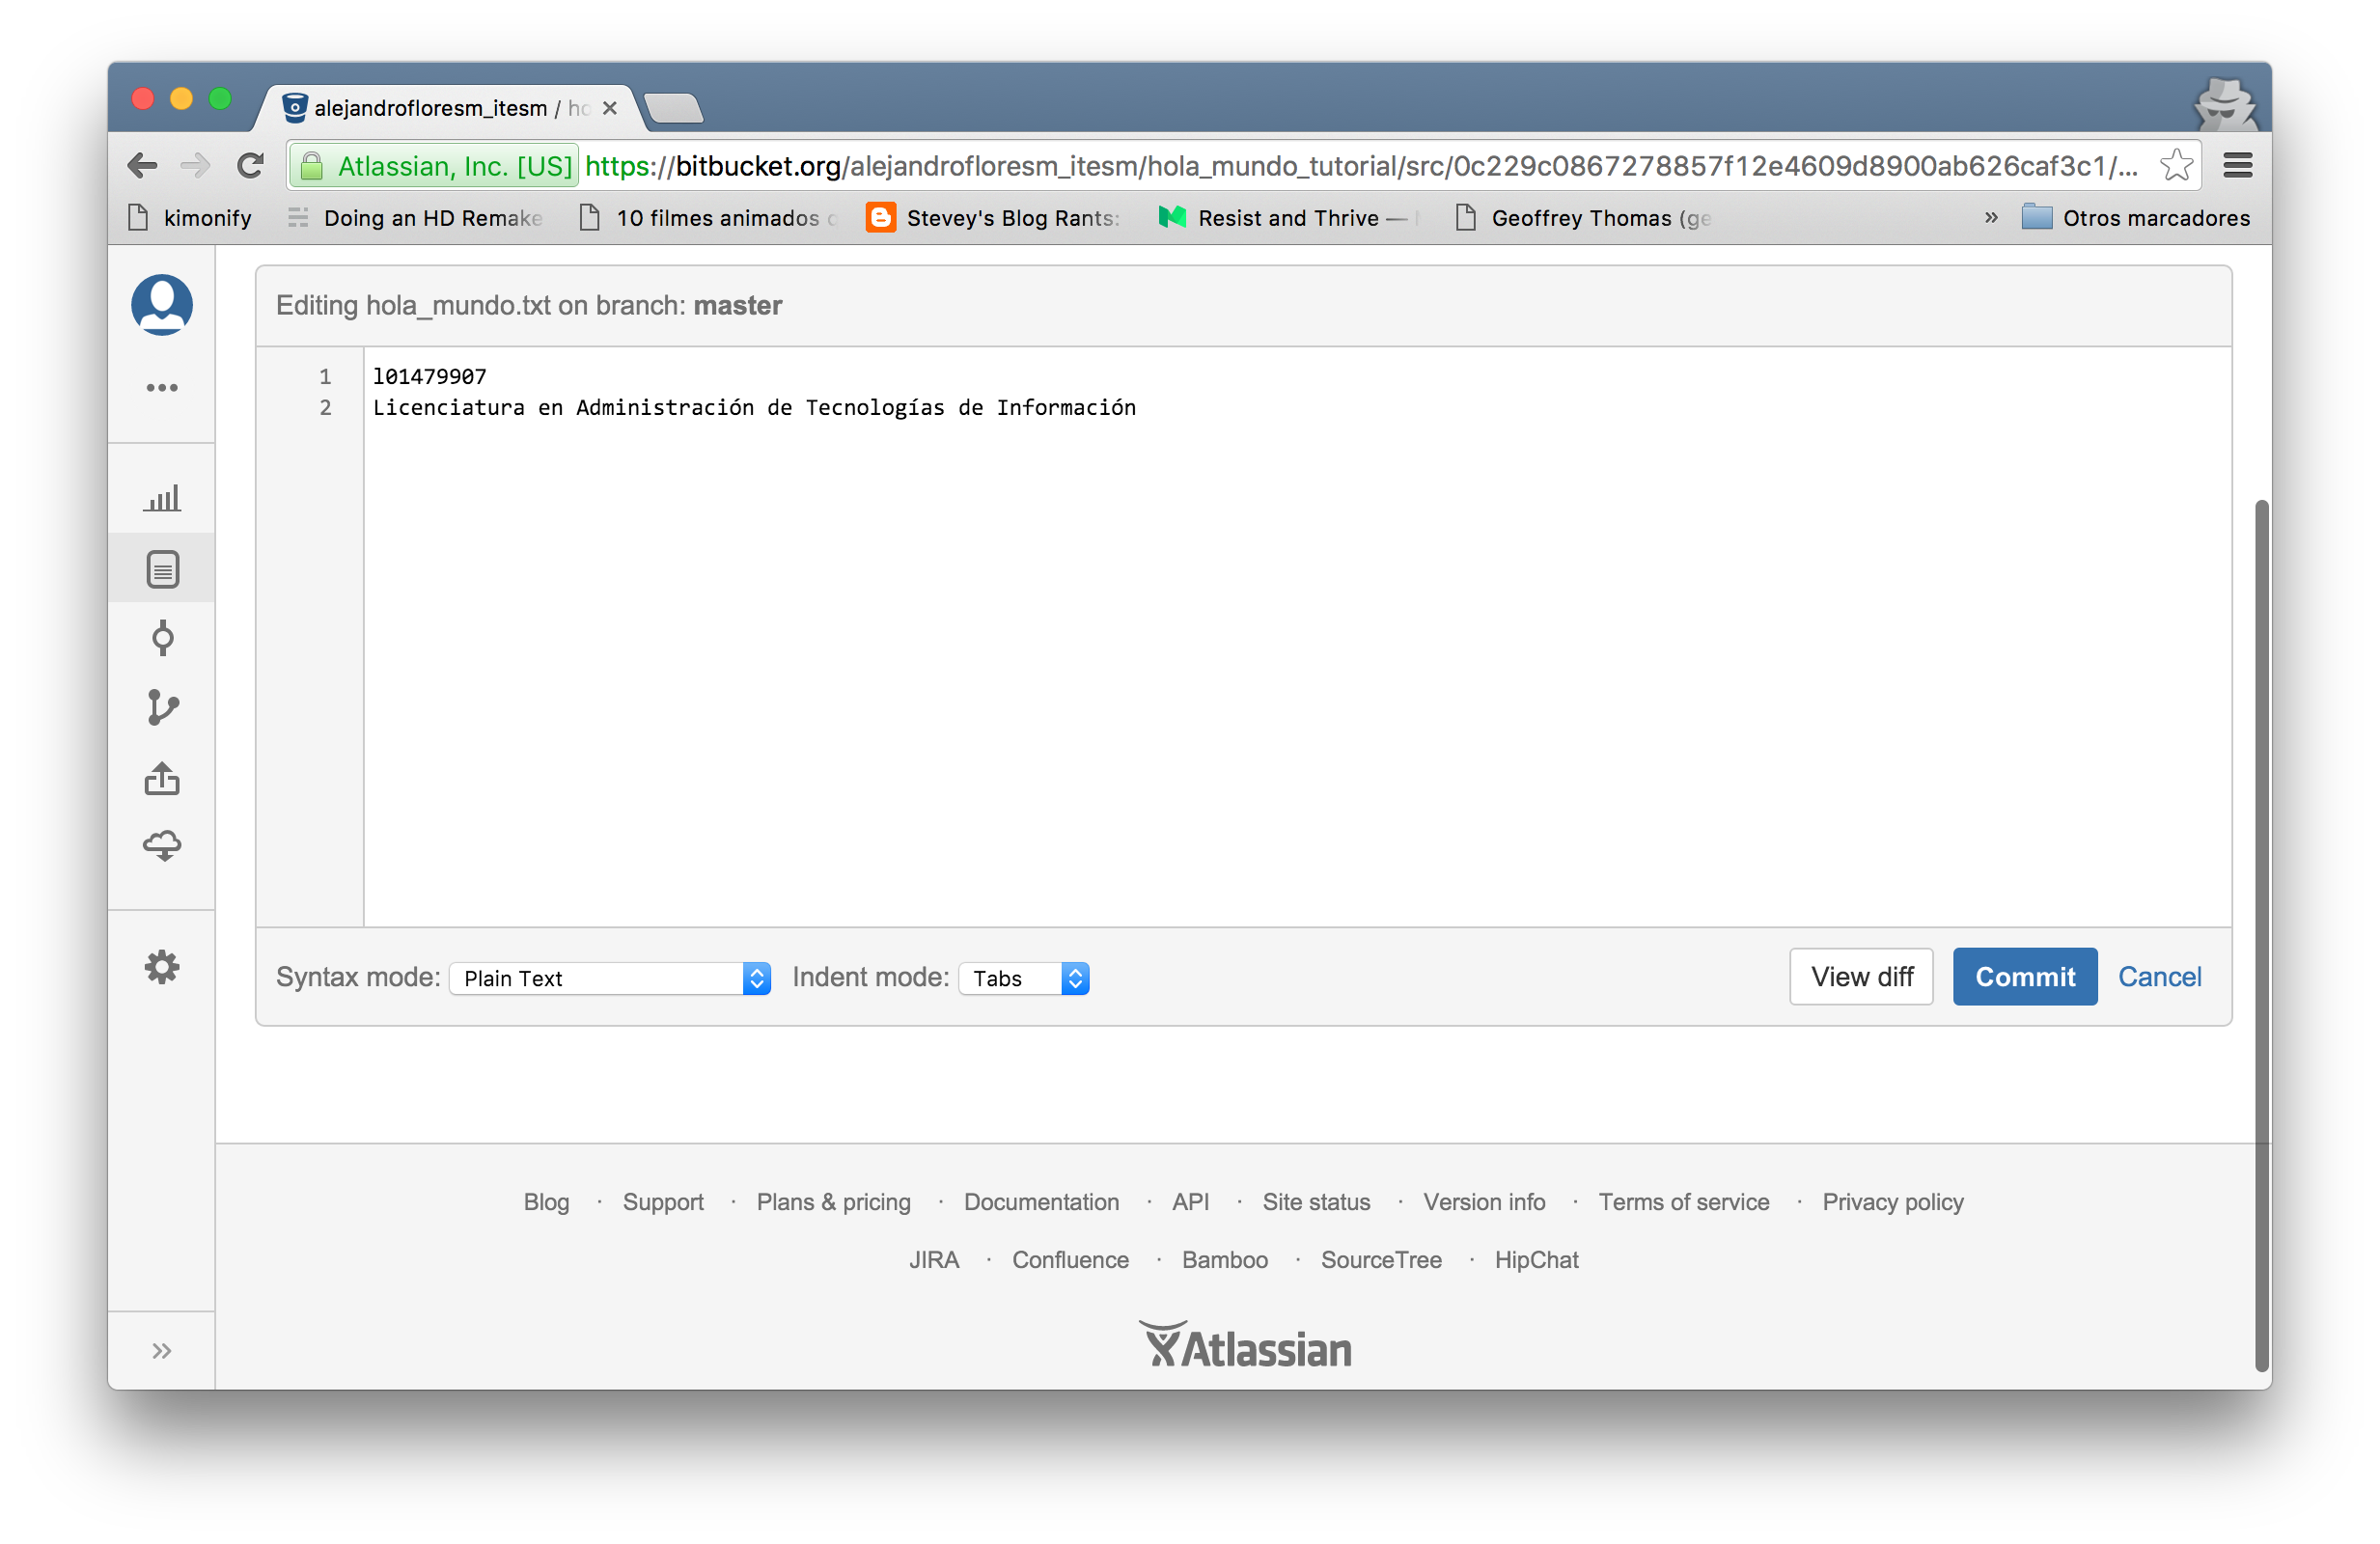 alejandrofloresm_itesm / ho
Atlassian, Inc. [US] https://bitbucket.org/alejandrofloresm_itesm/hola_mundo_tutorial/src/0c229c0867278857f12e4609d8900ab626caf3c1/...
kimonify Doing an HD Remake 10 filmes animados Stevey's Blog Rants: Resist and Thrive — Geoffrey Thomas (ge » Otros marcadores
Editing hola_mundo.txt on branch: master
1 l01479907
2 Licenciatura en Administración de Tecnologías de Información
Syntax mode: Plain Text Indent mode: Tabs View diff Commit Cancel
Blog · Support · Plans & pricing · Documentation · API · Site status · Version info · Terms of service · Privacy policy
JIRA · Confluence · Bamboo · SourceTree · HipChat
Atlassian